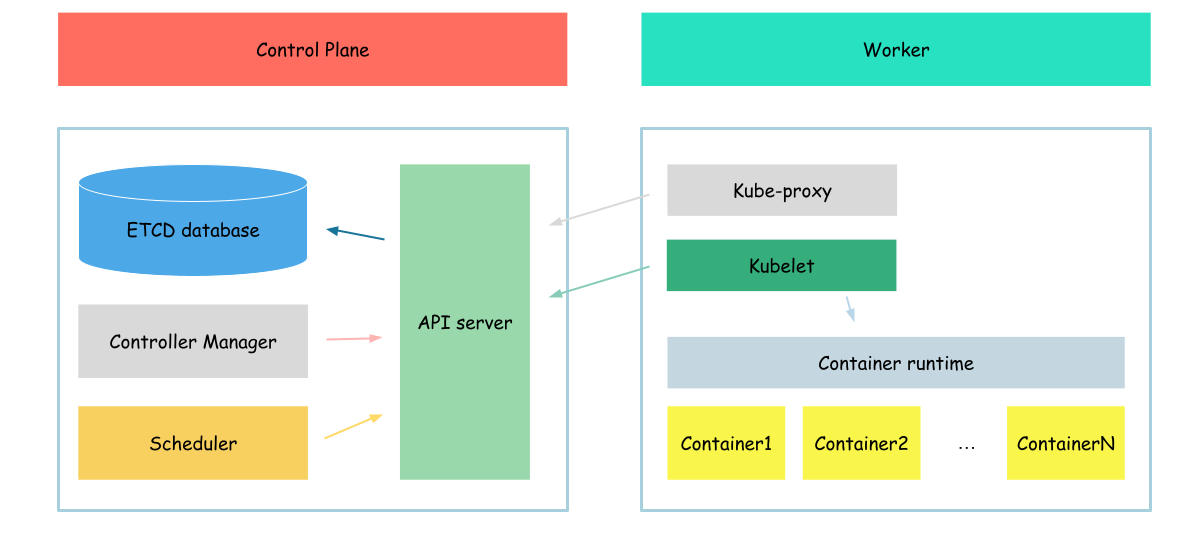 Control Plane
Worker
ETCD database
Controller Manager
Scheduler
API server
Kube-proxy
Kubelet
Container runtime
Container1
Container2
...
ContainerN